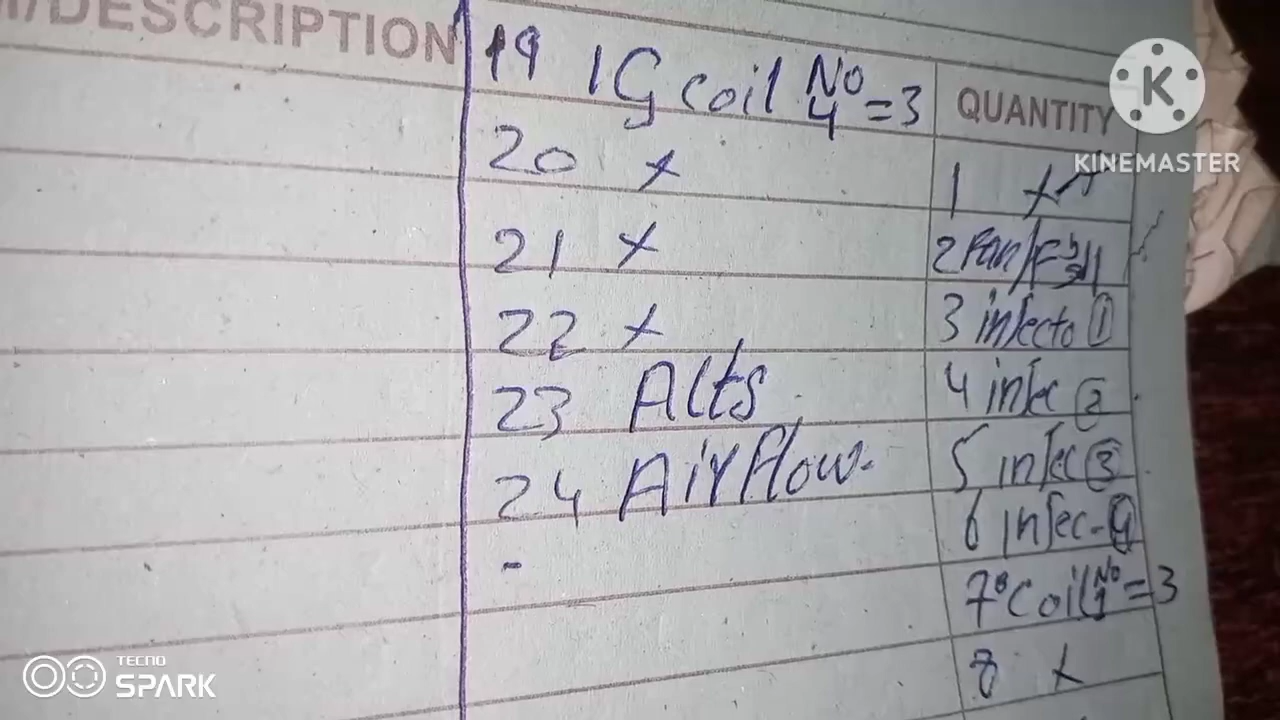 /DESCRIPTION
19 IG coil No 4 = 3
20 x
21 x
22 x
23 Alts.
24 Air flow.
-
QUANTITY
1 x
2 Fan/
3 injecto ①
4 injec ②
5 injec ③
6 injec - ④
7 Coil No 1 = 3
8 x
K
KINEMASTER
TECNO
SPARK